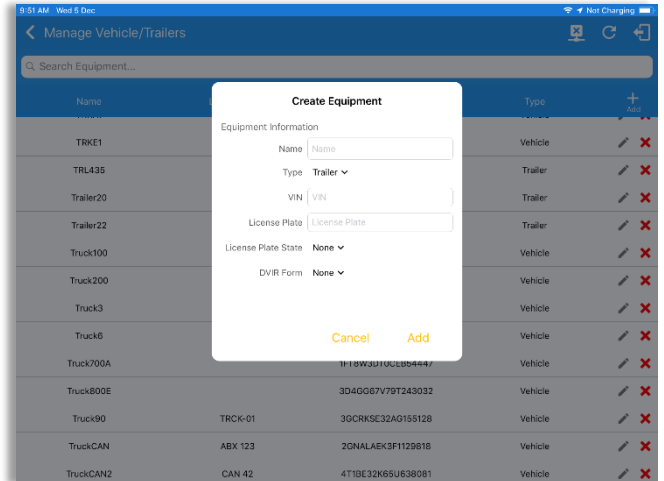 9:51 AM Wed 5 Dec Not Charging
Manage Vehicle/Trailers
Search Equipment...
Name Type Add
Create Equipment
Equipment Information
Name Name
Type Trailer
VIN VIN
License Plate License Plate
License Plate State None
DVIR Form None
Cancel Add
TRKE1 Vehicle
TRL435 Trailer
Trailer20 Trailer
Trailer22 Trailer
Truck100 Vehicle
Truck200 Vehicle
Truck3 Vehicle
Truck6 Vehicle
Truck700A 1FT8W3DT0CEB54447 Vehicle
Truck800E 3D4GG67V79T243032 Vehicle
Truck90 TRCK-01 3GCRKSE32AG155128 Vehicle
TruckCAN ABX 123 2GNALAEK3F1129818 Vehicle
TruckCAN2 CAN 42 4T1BE32K65U638081 Vehicle